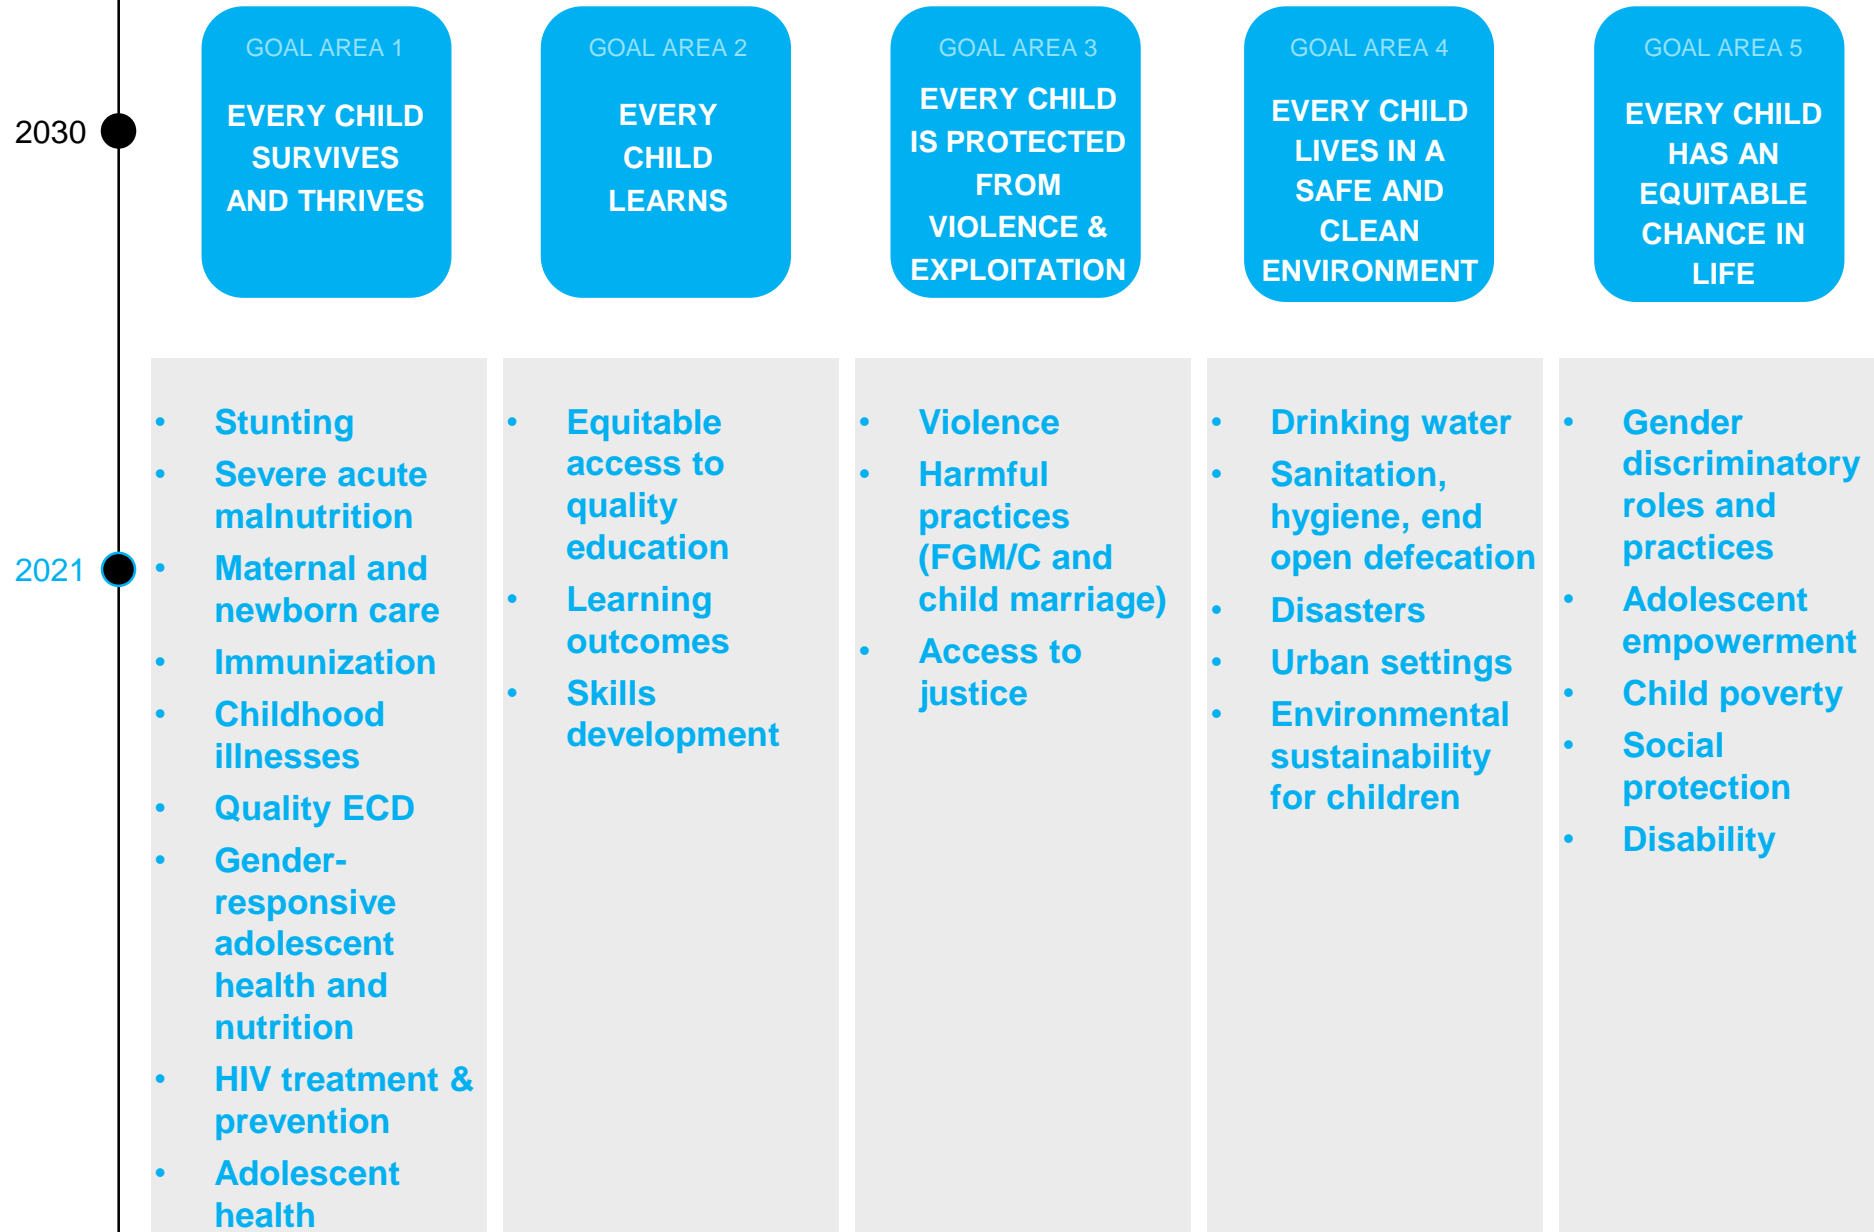 2030
GOAL AREA 1
EVERY CHILD
SURVIVES
AND THRIVES
GOAL AREA 2
EVERY
CHILD
LEARNS
GOAL AREA 3
EVERY CHILD
IS PROTECTED
FROM
VIOLENCE &
EXPLOITATION
GOAL AREA 4
EVERY CHILD
LIVES IN A
SAFE AND
CLEAN
ENVIRONMENT
GOAL AREA 5
EVERY CHILD
HAS AN
EQUITABLE
CHANCE IN
LIFE
2021
• Stunting
• Severe acute
malnutrition
• Maternal and
newborn care
• Immunization
• Childhood
illnesses
• Quality ECD
• Gender-
responsive
adolescent
health and
nutrition
• HIV treatment &
prevention
• Adolescent
health
• Equitable
access to
quality
education
• Learning
outcomes
• Skills
development
• Violence
• Harmful
practices
(FGM/C and
child marriage)
• Access to
justice
• Drinking water
• Sanitation,
hygiene, end
open defecation
• Disasters
• Urban settings
• Environmental
sustainability
for children
• Gender
discriminatory
roles and
practices
• Adolescent
empowerment
• Child poverty
• Social
protection
• Disability